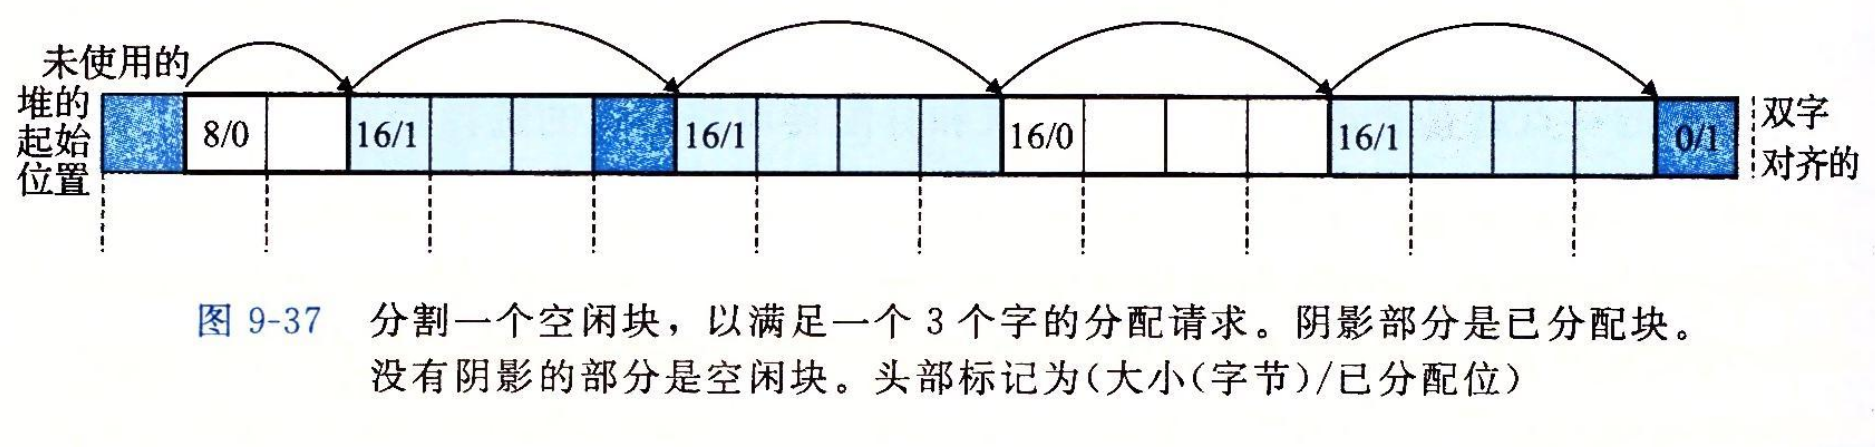 未使用的
堆的
起始
位置
8/0
16/1
16/1
16/0
16/1
0/1
双字
对齐的
图 9-37 分割一个空闲块，以满足一个 3 个字的分配请求。阴影部分是已分配块。
没有阴影的部分是空闲块。头部标记为(大小(字节)/已分配位)